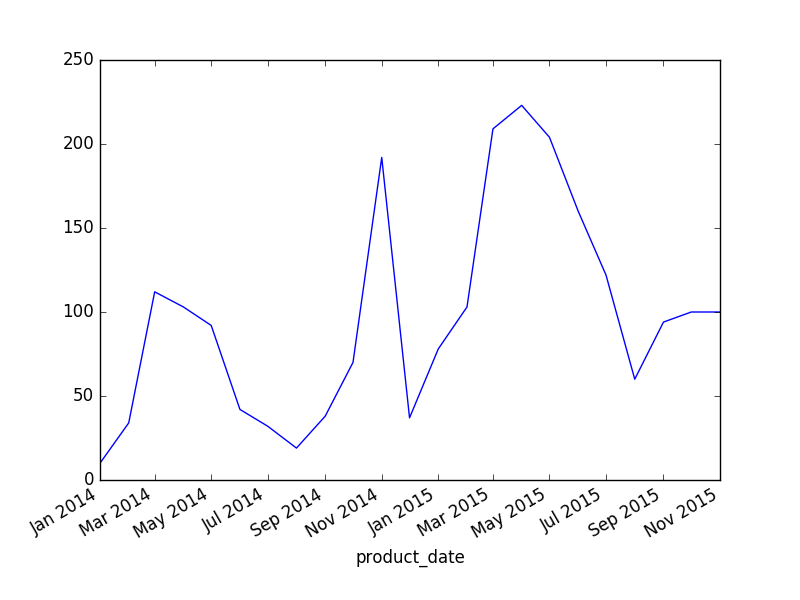 250
200
150
100
50
0
Jan 2014
Mar 2014
May 2014
Jul 2014
Sep 2014
Nov 2014
Jan 2015
Mar 2015
May 2015
Jul 2015
Sep 2015
Nov 2015
product_date